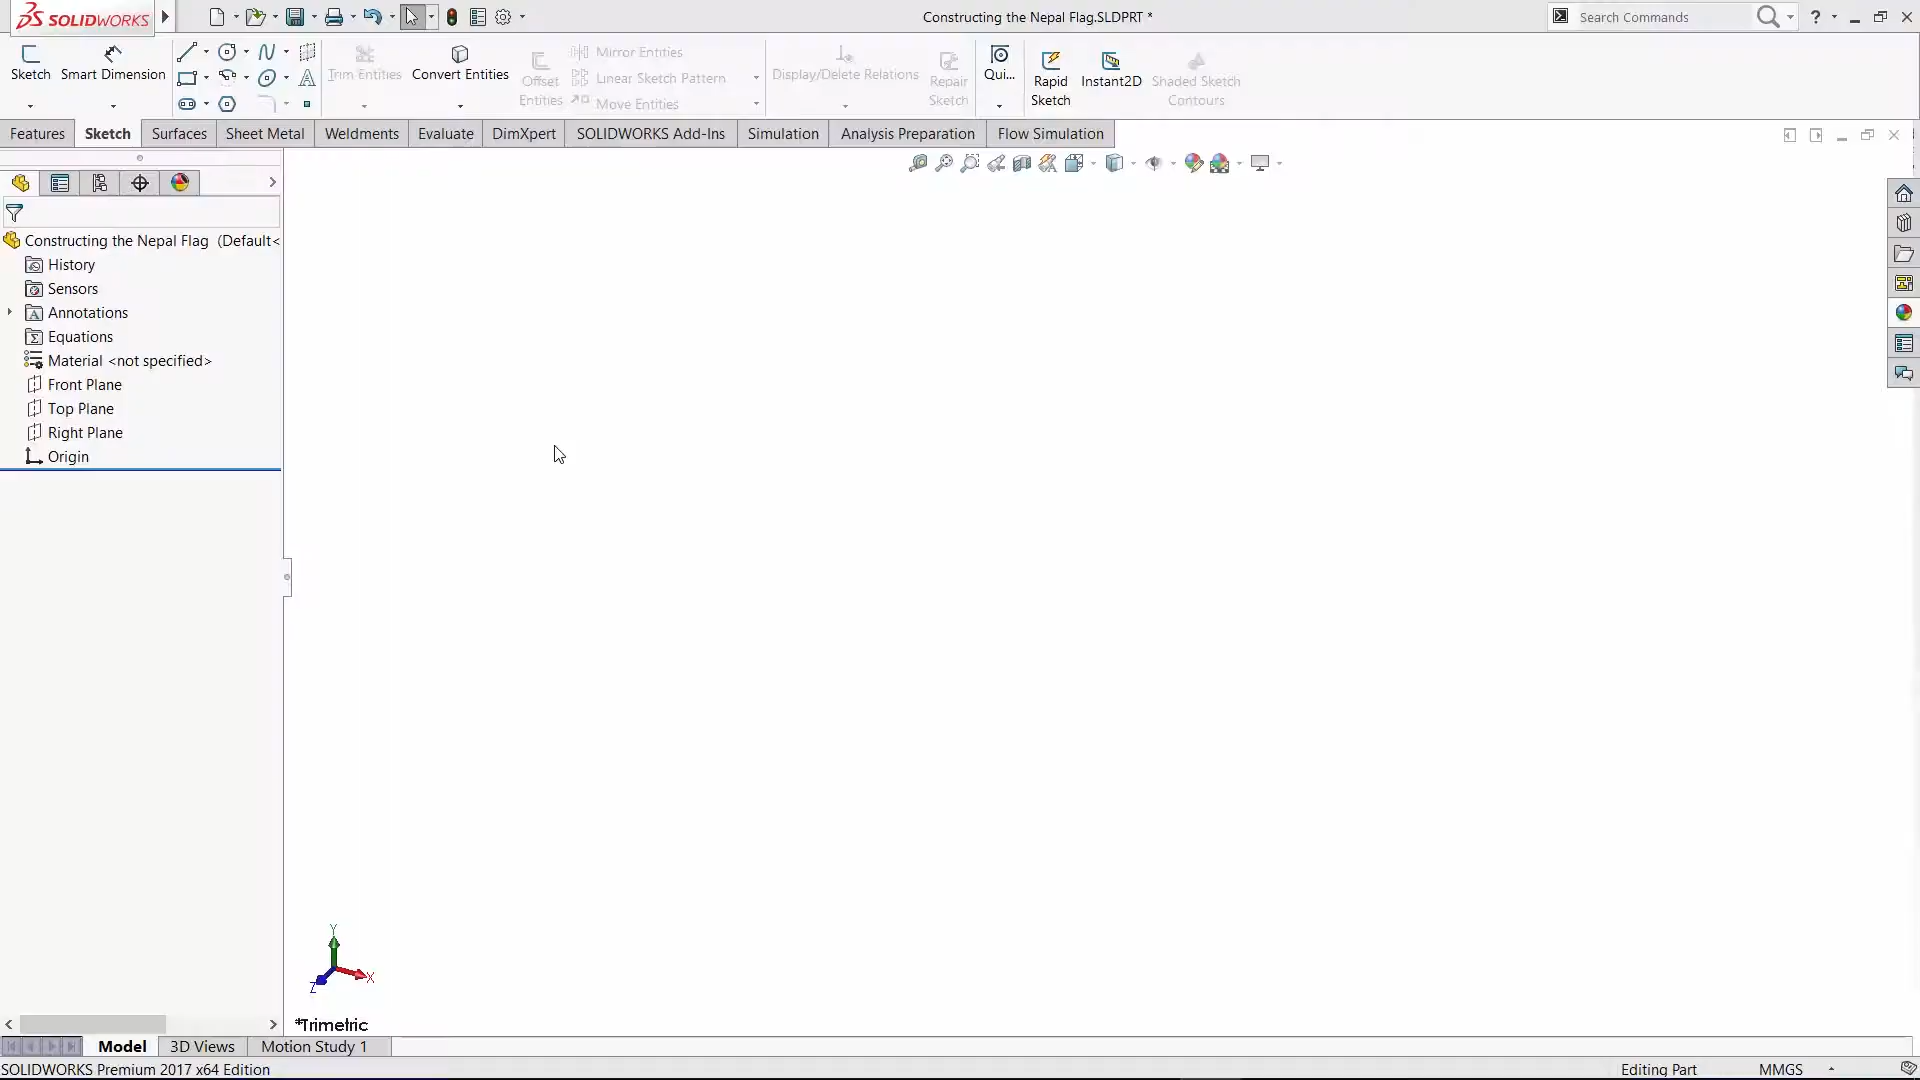 SOLIDWORKS
Constructing the Nepal Flag.SLDPRT *
Search Commands
?
Sketch
Smart Dimension
Trim Entities
Convert Entities
Offset
Entities
Mirror Entities
Linear Sketch Pattern
Move Entities
Display/Delete Relations
Repair
Sketch
Qui...
Rapid
Sketch
Instant2D
Shaded Sketch
Contours
Features
Sketch
Surfaces
Sheet Metal
Weldments
Evaluate
DimXpert
SOLIDWORKS Add-Ins
Simulation
Analysis Preparation
Flow Simulation
Constructing the Nepal Flag (Default<
History
Sensors
Annotations
Equations
Material <not specified>
Front Plane
Top Plane
Right Plane
Origin
Y
X
Z
*Trimetric
Model
3D Views
Motion Study 1
SOLIDWORKS Premium 2017 x64 Edition
Editing Part
MMGS